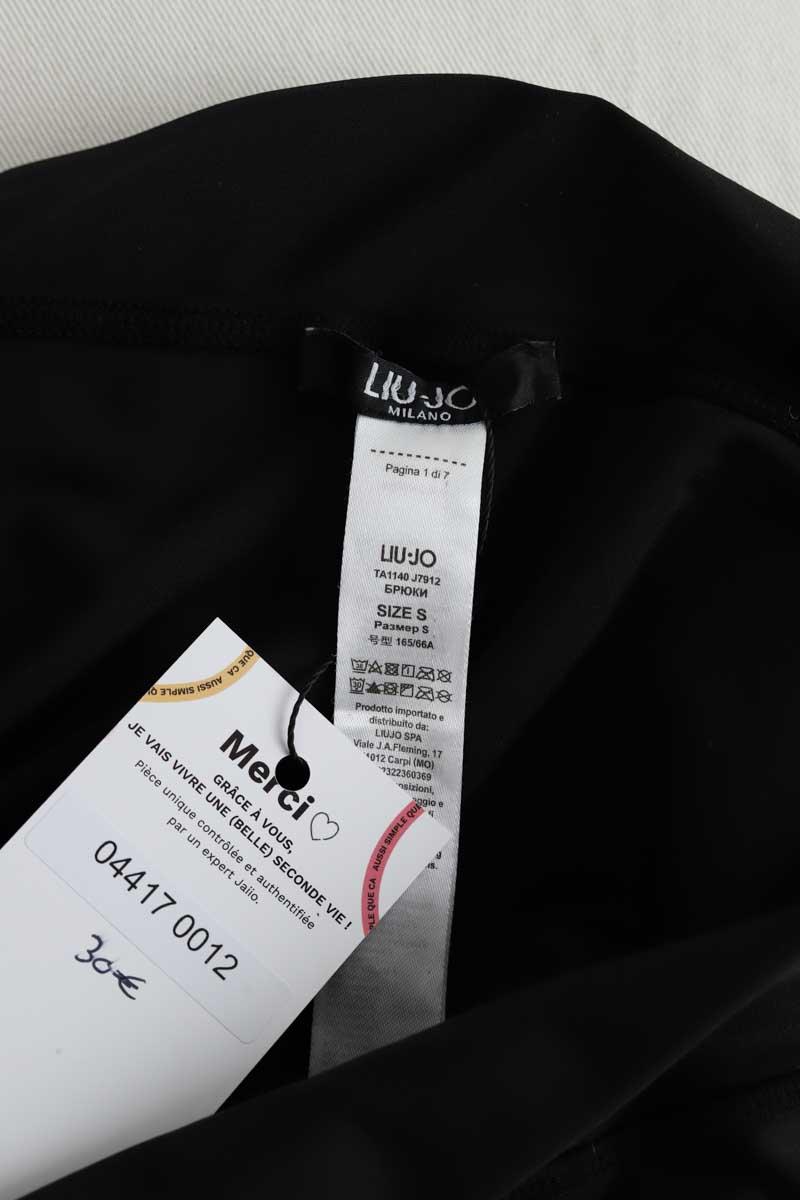 LIU·JO
MILANO
Pagina 1 di 7
LIU·JO
TA1140 J7912
БРЮКИ
SIZE S
Размер S
号型 165/66A
Prodotto importato e
distribuito da:
LIUJO SPA
Viale J.A.Fleming, 17
Carpi (MO)
QUE CA AUSSI SIMPLE
Merci
GRÂCE À VOUS,
JE VAIS VIVRE UNE (BELLE) SECONDE VIE !
Pièce unique contrôlée et authentifiée
par un expert Jaiio.
QUE CA AUSSI SIMPLE QUE
04417 0012
30€